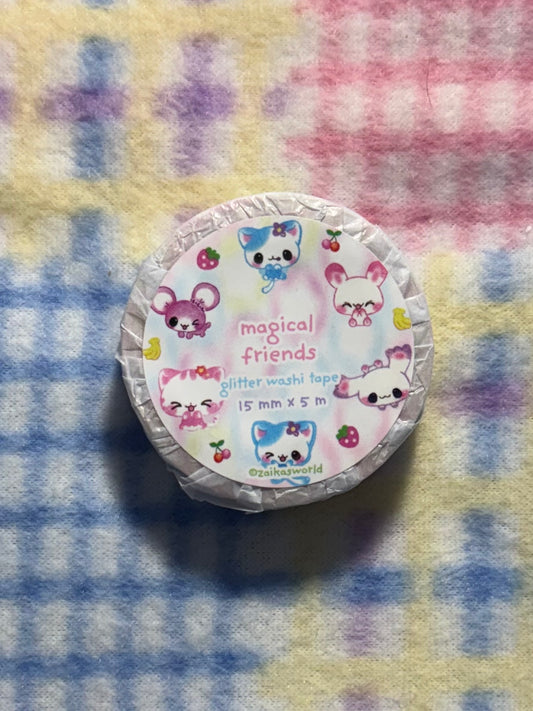 magical
friends
glitter washi tape
15 mm x 5 m
©zaikasworld